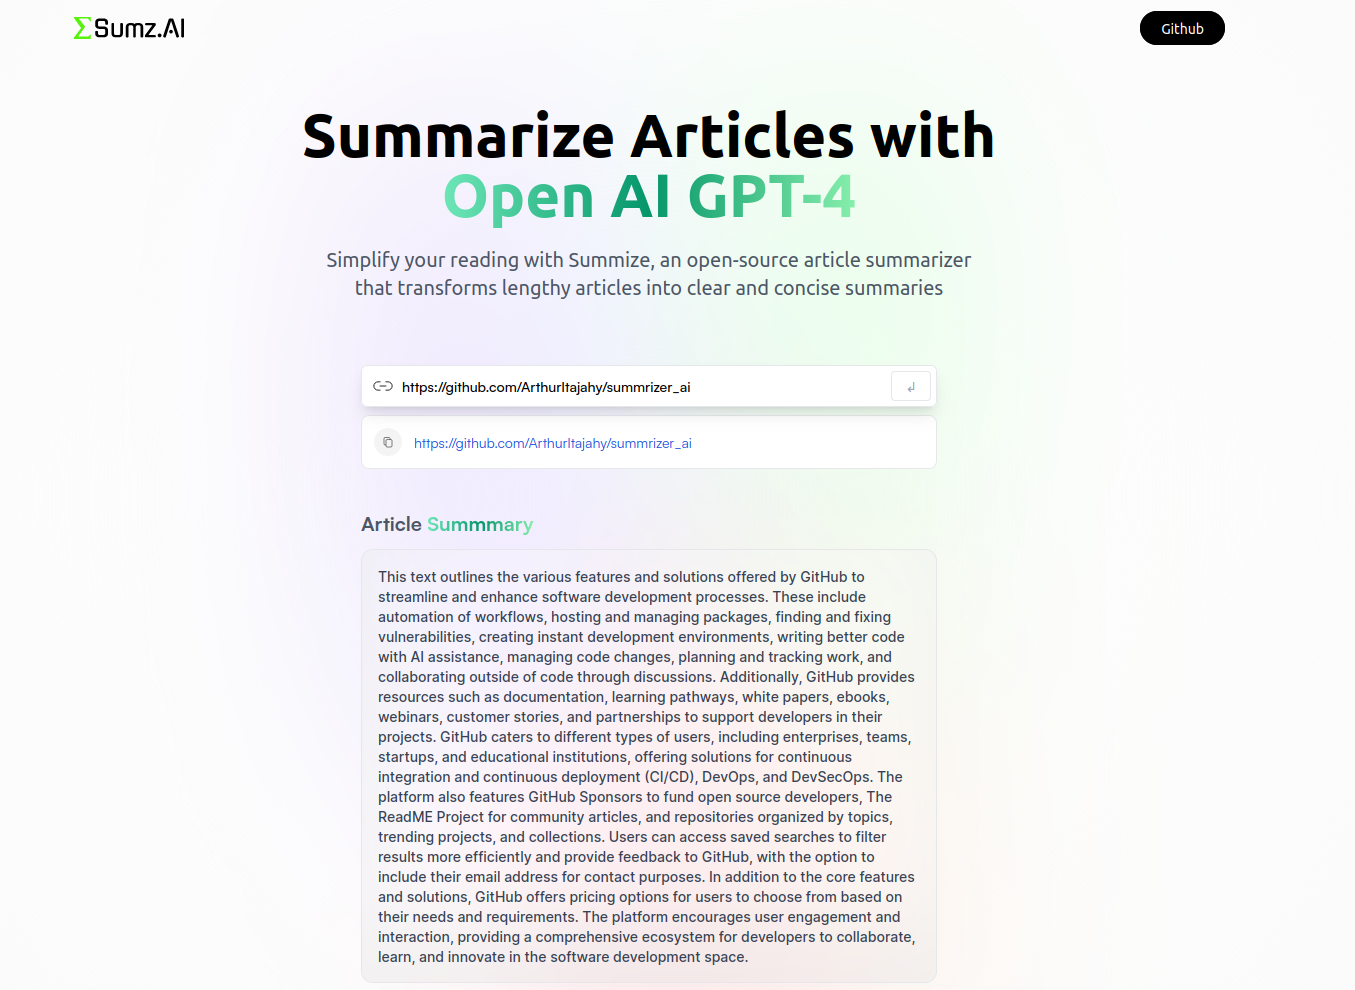 ΣSumz.AI
Github
Summarize Articles with
Open AI GPT-4
Simplify your reading with Summize, an open-source article summarizer
that transforms lengthy articles into clear and concise summaries
https://github.com/ArthurItajahy/summrizer_ai
https://github.com/ArthurItajahy/summrizer_ai
Article Summmary
This text outlines the various features and solutions offered by GitHub to
streamline and enhance software development processes. These include
automation of workflows, hosting and managing packages, finding and fixing
vulnerabilities, creating instant development environments, writing better code
with AI assistance, managing code changes, planning and tracking work, and
collaborating outside of code through discussions. Additionally, GitHub provides
resources such as documentation, learning pathways, white papers, ebooks,
webinars, customer stories, and partnerships to support developers in their
projects. GitHub caters to different types of users, including enterprises, teams,
startups, and educational institutions, offering solutions for continuous
integration and continuous deployment (CI/CD), DevOps, and DevSecOps. The
platform also features GitHub Sponsors to fund open source developers, The
ReadME Project for community articles, and repositories organized by topics,
trending projects, and collections. Users can access saved searches to filter
results more efficiently and provide feedback to GitHub, with the option to
include their email address for contact purposes. In addition to the core features
and solutions, GitHub offers pricing options for users to choose from based on
their needs and requirements. The platform encourages user engagement and
interaction, providing a comprehensive ecosystem for developers to collaborate,
learn, and innovate in the software development space.